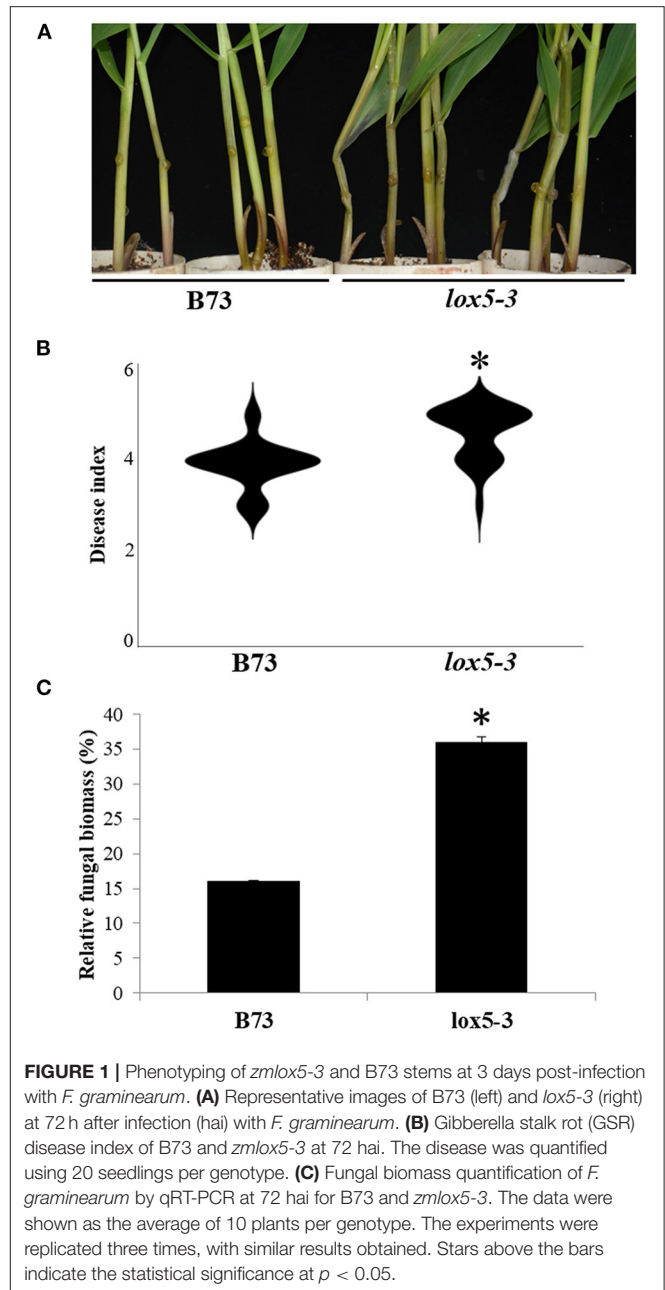 A
B73
lox5-3
B
6
*
4
Disease index
2
0
B73
lox5-3
C
40
*
35
30
25
20
15
10
5
0
Relative fungal biomass (%)
B73
lox5-3
FIGURE 1 | Phenotyping of zmlox5-3 and B73 stems at 3 days post-infection
with F. graminearum. (A) Representative images of B73 (left) and lox5-3 (right)
at 72 h after infection (hai) with F. graminearum. (B) Gibberella stalk rot (GSR)
disease index of B73 and zmlox5-3 at 72 hai. The disease was quantified
using 20 seedlings per genotype. (C) Fungal biomass quantification of F.
graminearum by qRT-PCR at 72 hai for B73 and zmlox5-3. The data were
shown as the average of 10 plants per genotype. The experiments were
replicated three times, with similar results obtained. Stars above the bars
indicate the statistical significance at p < 0.05.